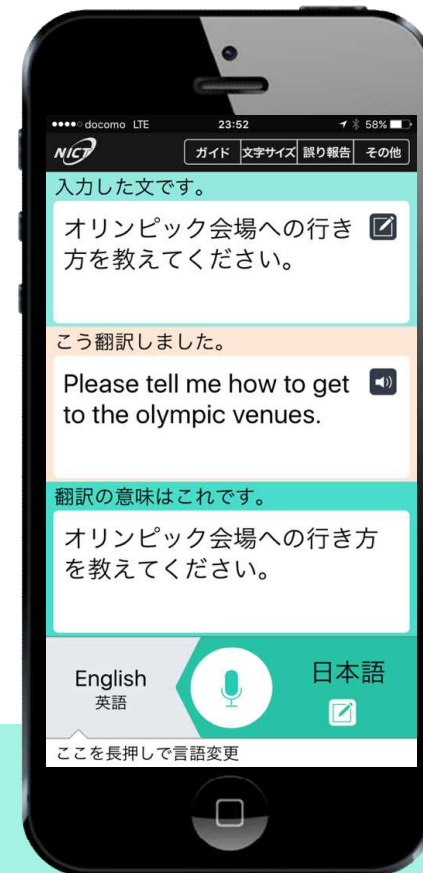 docomo LTE 23:52 58%
NICT ガイド 文字サイズ 誤り報告 その他
入力した文です。
オリンピック会場への行き
方を教えてください。
こう翻訳しました。
Please tell me how to get
to the olympic venues.
翻訳の意味はこれです。
オリンピック会場への行き方
を教えてください。
English 日本語
英語
ここを長押しで言語変更